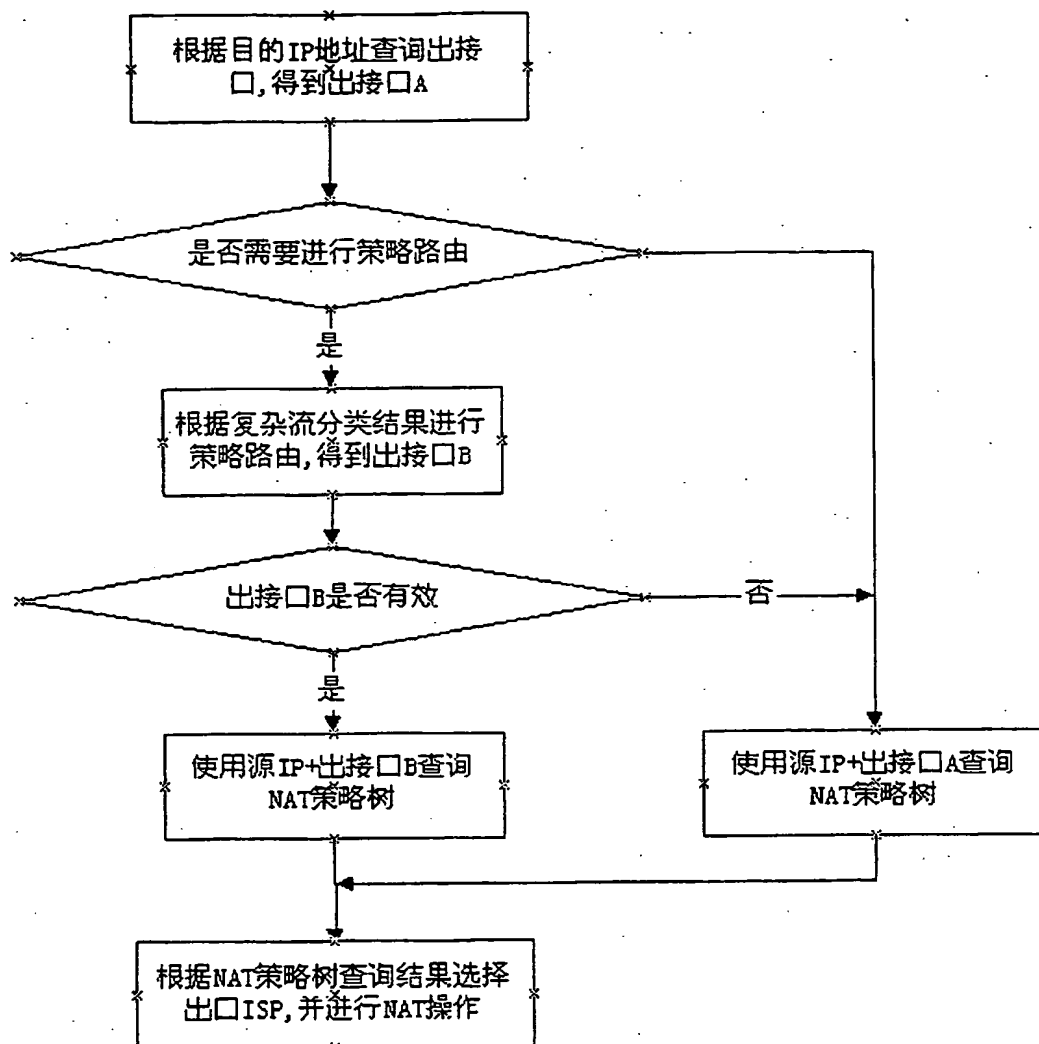 根据目的IP地址查询出接
口,得到出接口A
是否需要进行策略路由
是
根据复杂流分类结果进行
策略路由,得到出接口B
出接口B是否有效
否
是
使用源IP+出接口B查询
NAT策略树
使用源IP+出接口A查询
NAT策略树
根据NAT策略树查询结果选择
出口ISP,并进行NAT操作